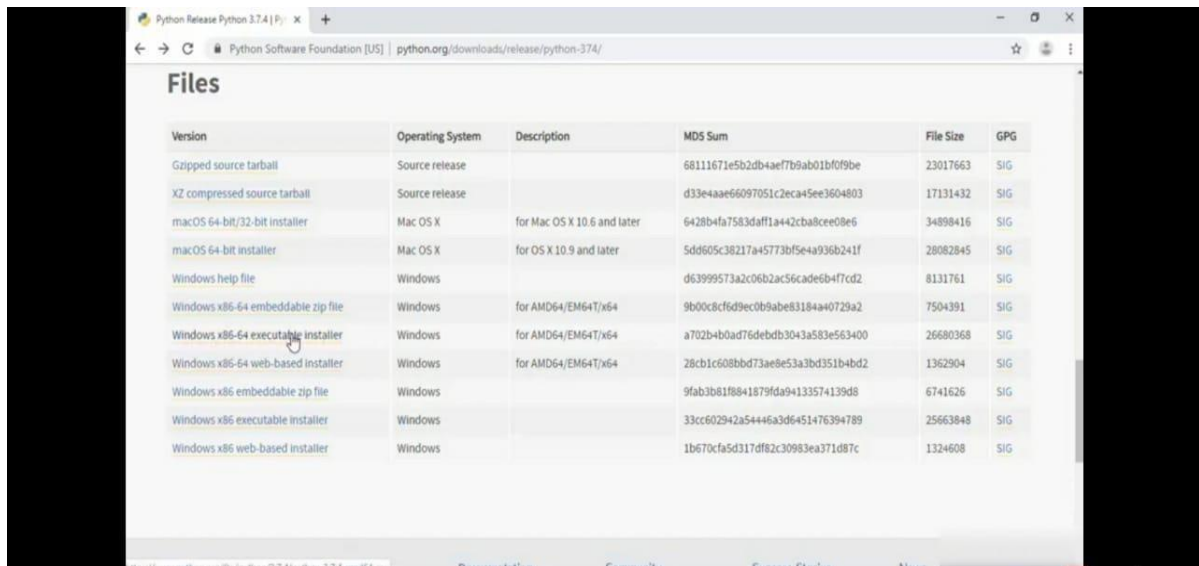 Python Release Python 3.7.4 | Py
Python Software Foundation [US] | python.org/downloads/release/python-374/
Files
Version Operating System Description MD5 Sum File Size GPG
Gzipped source tarball Source release 68111671e5b2db4aef7b9ab01bf0f9be 23017663 SIG
XZ compressed source tarball Source release d33e4aae66097051c2eca45ee3604803 17131432 SIG
macOS 64-bit/32-bit installer Mac OS X for Mac OS X 10.6 and later 6428b4fa7583daff1a442cba8cee08e6 34898416 SIG
macOS 64-bit installer Mac OS X for OS X 10.9 and later 5dd605c38217a45773bf5e4a936b241f 28082845 SIG
Windows help file Windows d63999573a2c06b2ac56cade6b4f7cd2 8131761 SIG
Windows x86-64 embeddable zip file Windows for AMD64/EM64T/x64 9b00c8cf6d9ec0b9abe83184a40729a2 7504391 SIG
Windows x86-64 executable installer Windows for AMD64/EM64T/x64 a702b4b0ad76debdb3043a583e563400 26680368 SIG
Windows x86-64 web-based installer Windows for AMD64/EM64T/x64 28cb1c608bbd73ae8e53a3bd351b4bd2 1362904 SIG
Windows x86 embeddable zip file Windows 9fab3b81f8841879fda94133574139d8 6741626 SIG
Windows x86 executable installer Windows 33cc602942a54446a3d6451476394789 25663848 SIG
Windows x86 web-based installer Windows 1b670cfa5d317df82c30983ea371d87c 1324608 SIG